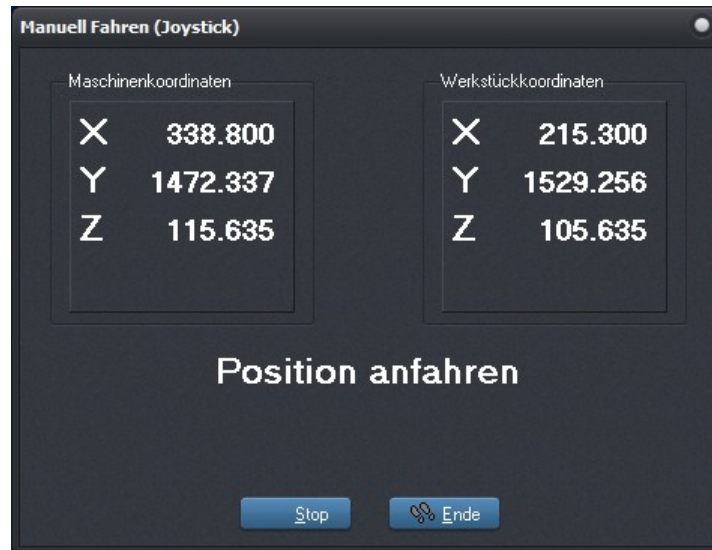 Manuell Fahren (Joystick)
Maschinenkoordinaten
X 338.800
Y 1472.337
Z 115.635
Werkstückkoordinaten
X 215.300
Y 1529.256
Z 105.635
Position anfahren
Stop
Ende